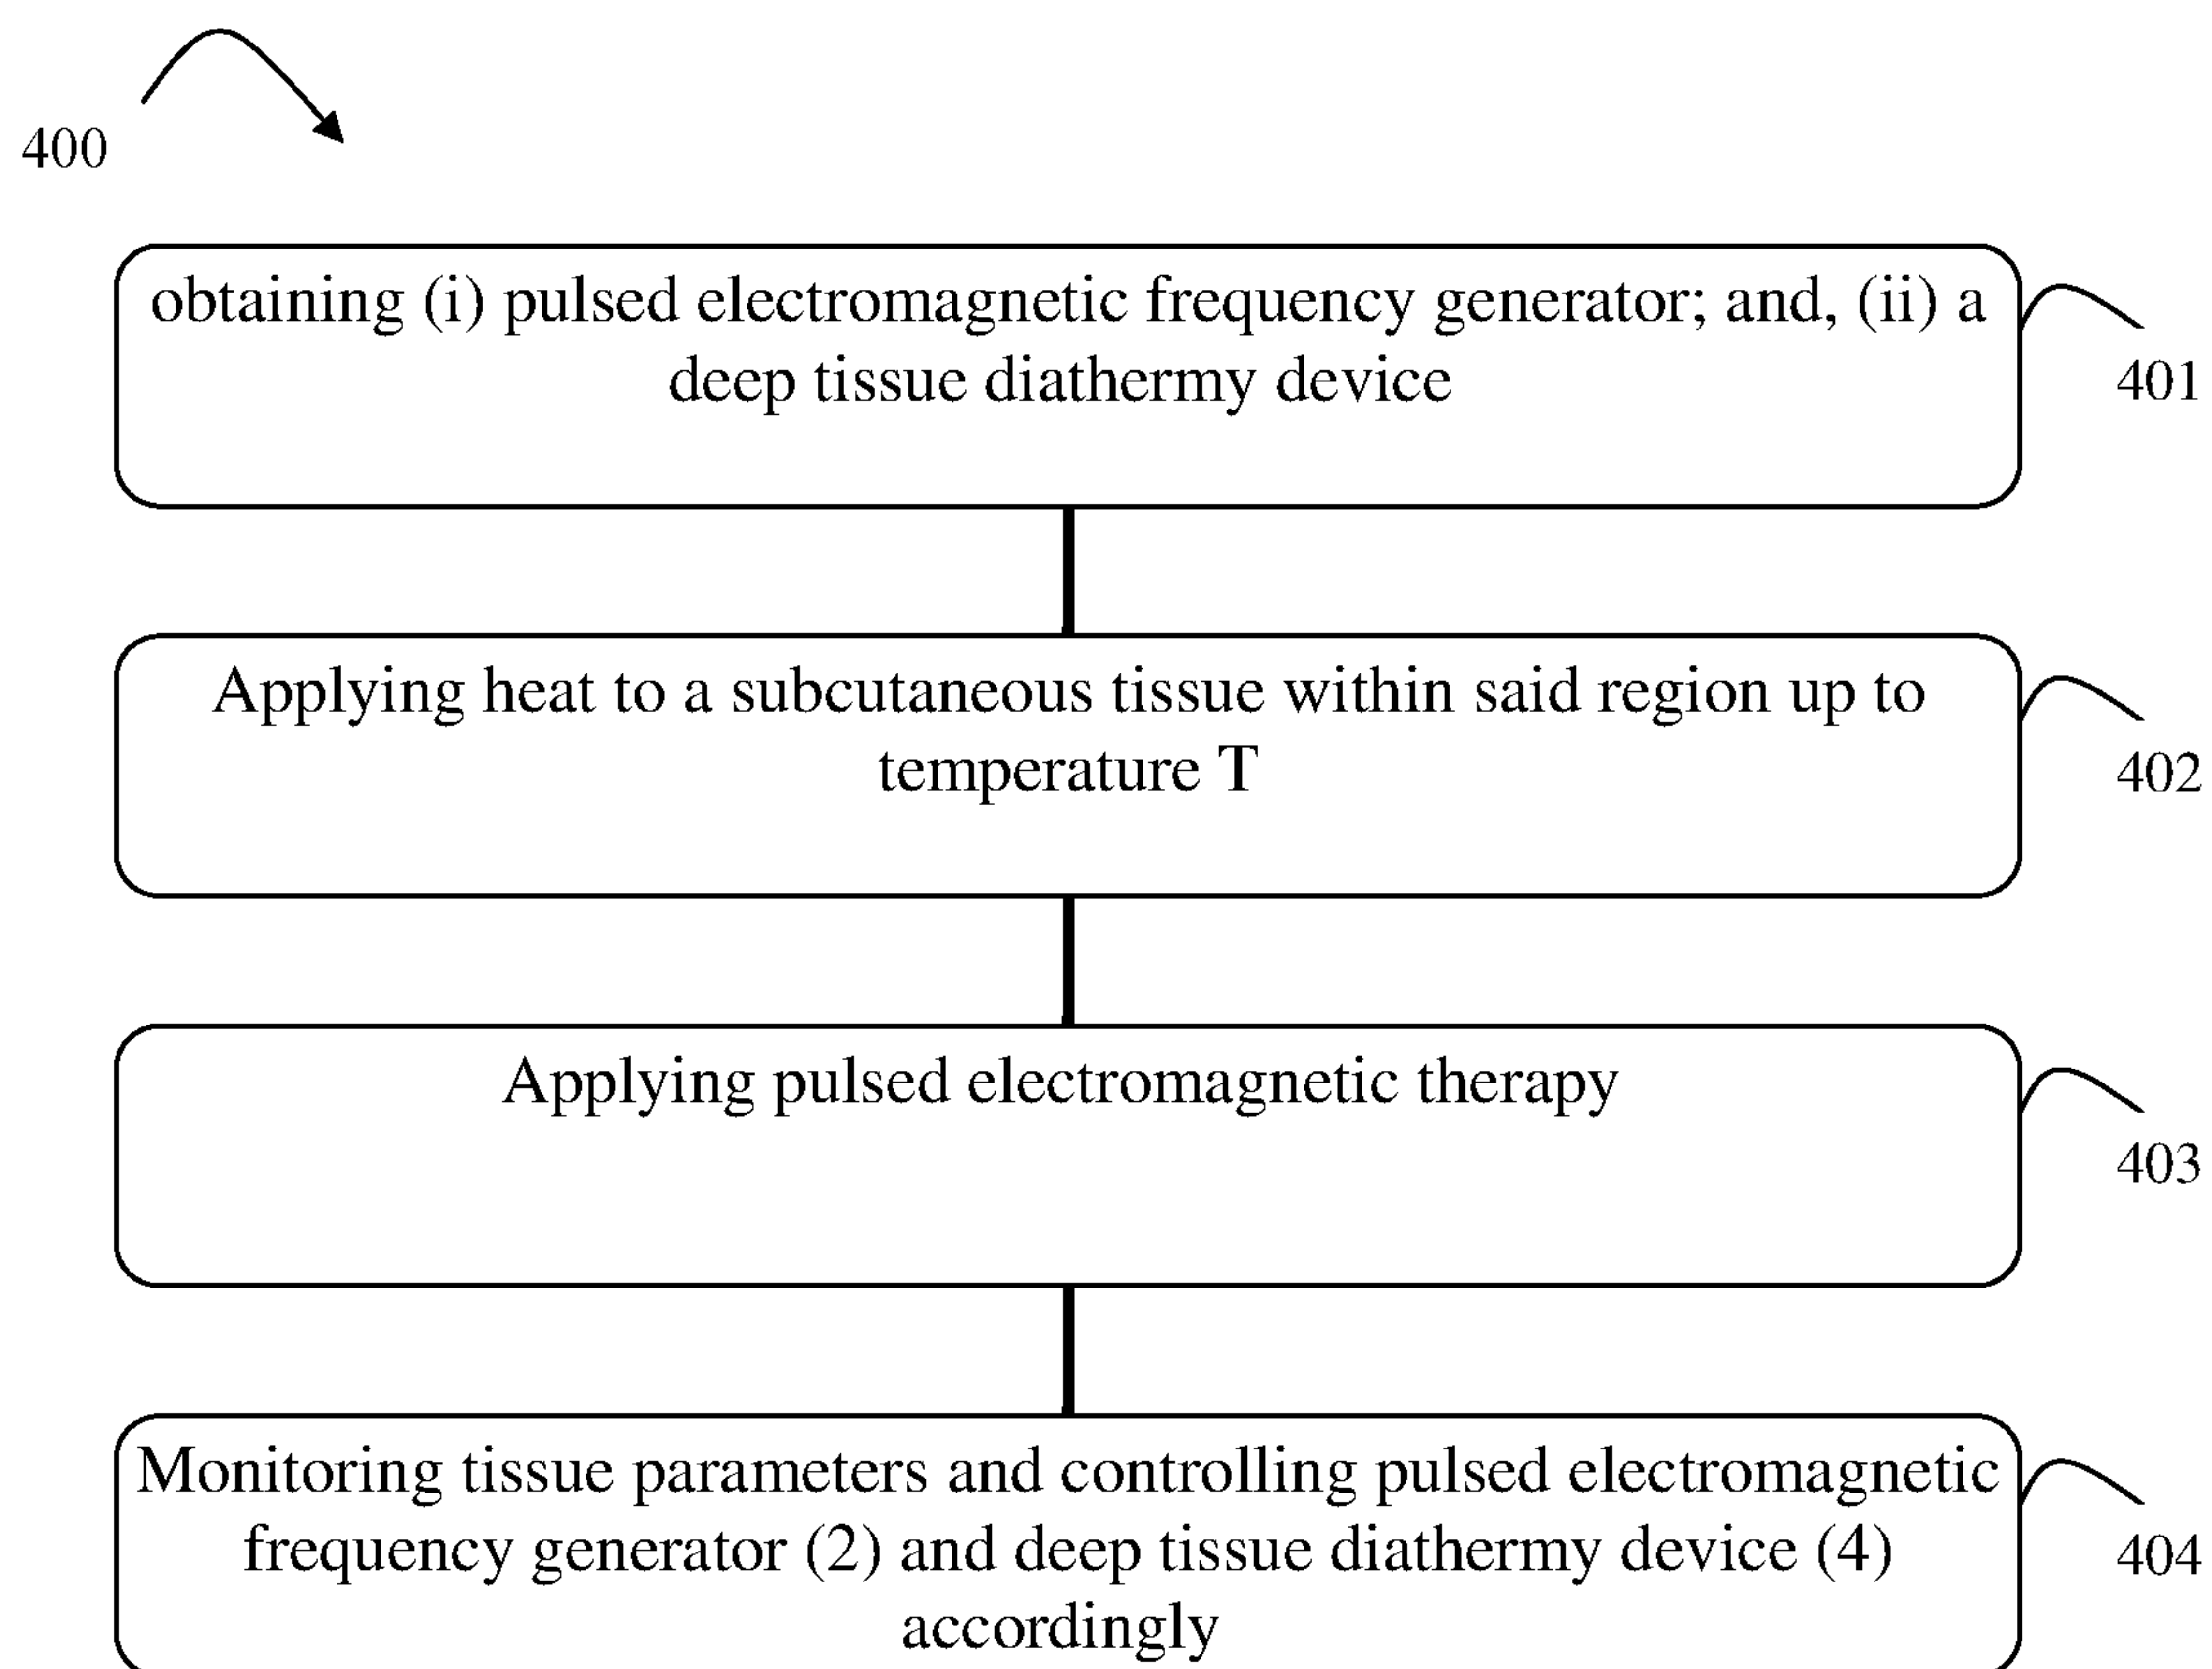 400
obtaining (i) pulsed electromagnetic frequency generator; and, (ii) a
deep tissue diathermy device
401
Applying heat to a subcutaneous tissue within said region up to
temperature T
402
Applying pulsed electromagnetic therapy
403
Monitoring tissue parameters and controlling pulsed electromagnetic
frequency generator (2) and deep tissue diathermy device (4)
accordingly
404